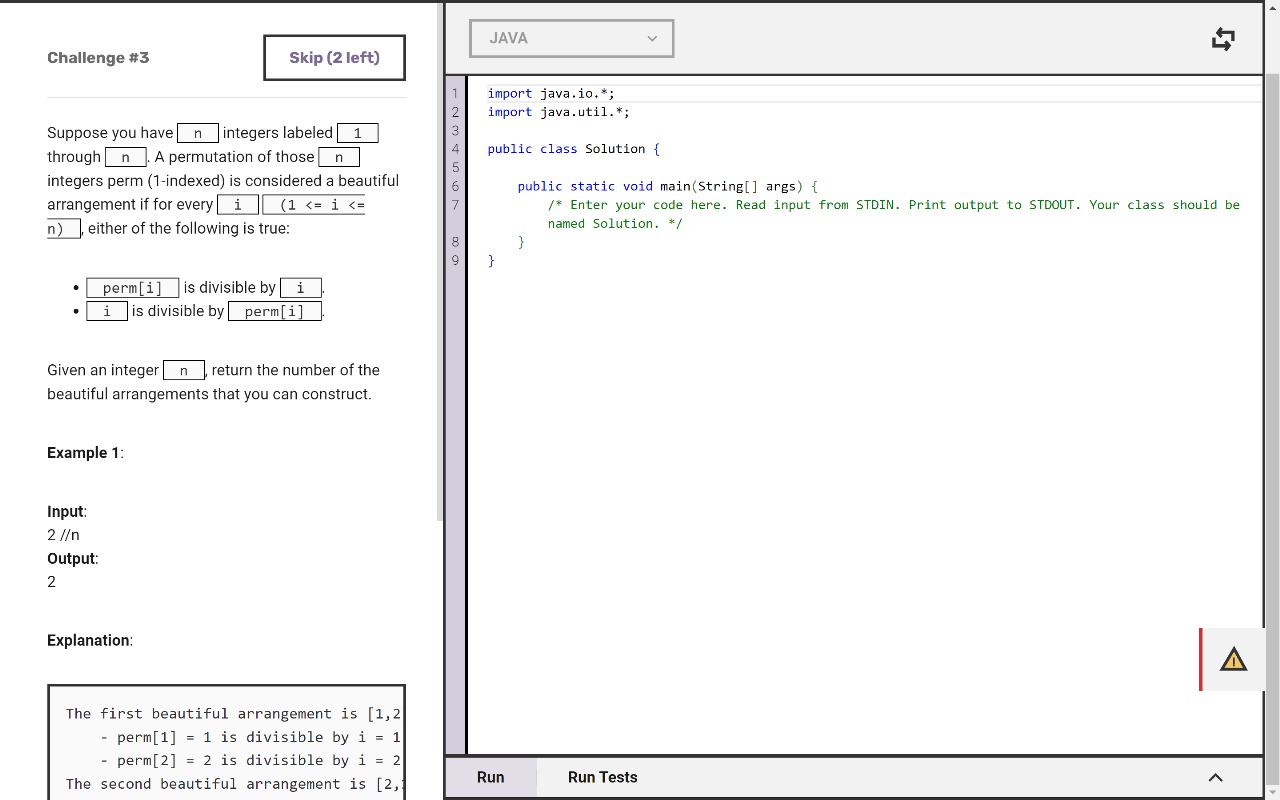 Challenge #3
Skip (2 left)
Suppose you have n integers labeled 1
through n. A permutation of those n
integers perm (1-indexed) is considered a beautiful
arrangement if for every i (1 <= i <=
n), either of the following is true:
• perm[i] is divisible by i.
• i is divisible by perm[i].
Given an integer n, return the number of the
beautiful arrangements that you can construct.
Example 1:
Input:
2 //n
Output:
2
Explanation:
The first beautiful arrangement is [1,2
- perm[1] = 1 is divisible by i = 1
- perm[2] = 2 is divisible by i = 2
The second beautiful arrangement is [2,
JAVA
1 import java.io.*;
2 import java.util.*;
3
4 public class Solution {
5
6 public static void main(String[] args) {
7 /* Enter your code here. Read input from STDIN. Print output to STDOUT. Your class should be
named Solution. */
8 }
9 }
Run
Run Tests